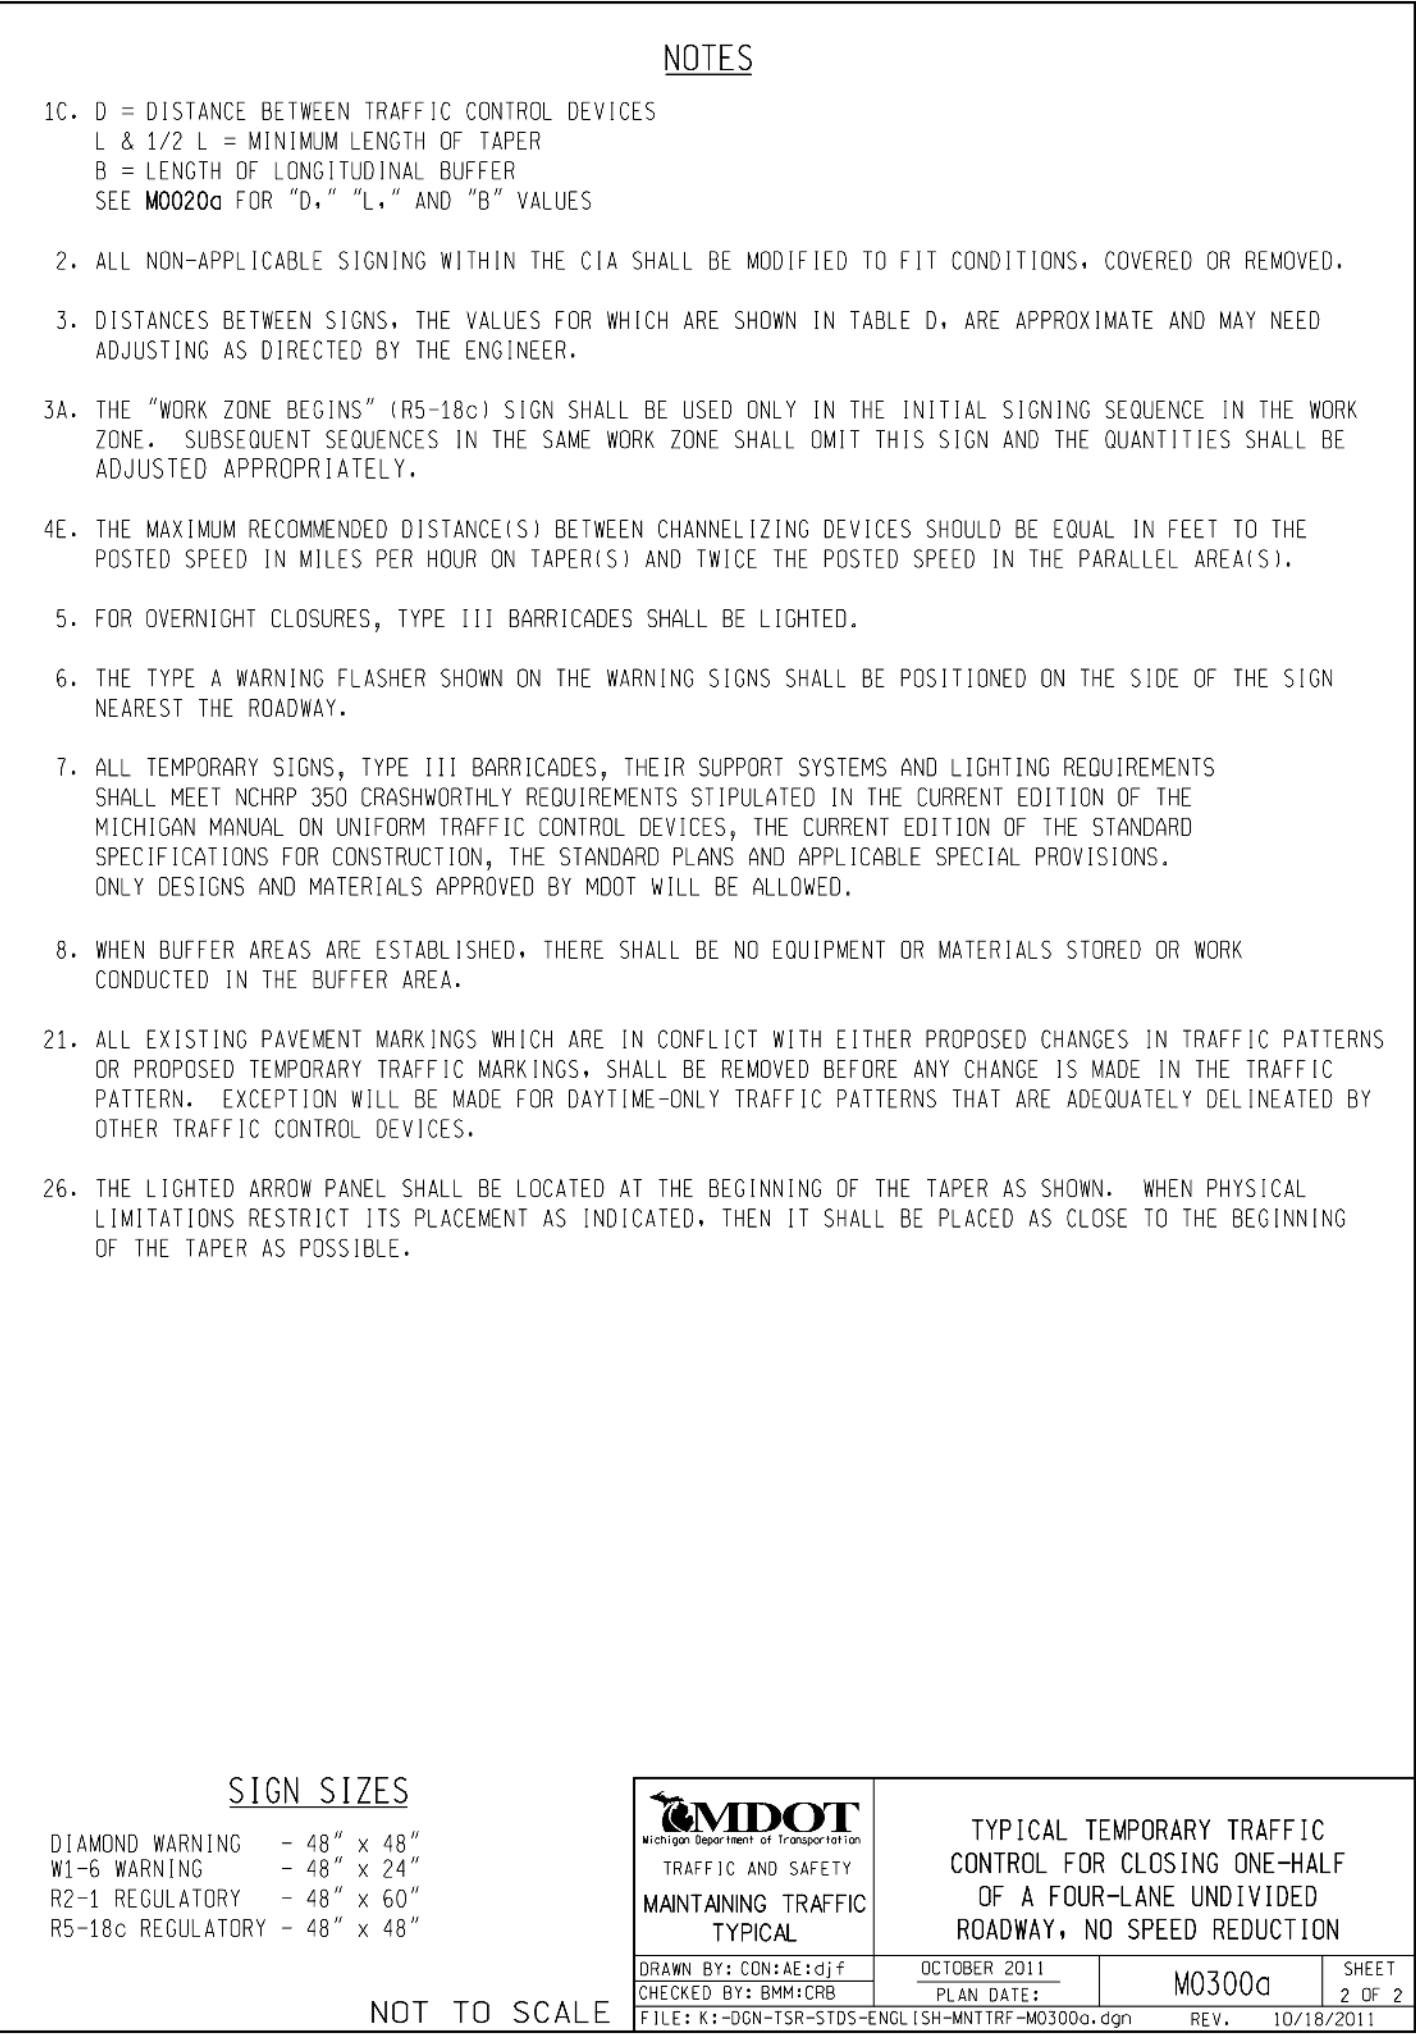 NOTES
1C. D = DISTANCE BETWEEN TRAFFIC CONTROL DEVICES
L & 1/2 L = MINIMUM LENGTH OF TAPER
B = LENGTH OF LONGITUDINAL BUFFER
SEE M0020a FOR "D," "L," AND "B" VALUES
2. ALL NON-APPLICABLE SIGNING WITHIN THE CIA SHALL BE MODIFIED TO FIT CONDITIONS, COVERED OR REMOVED.
3. DISTANCES BETWEEN SIGNS, THE VALUES FOR WHICH ARE SHOWN IN TABLE D, ARE APPROXIMATE AND MAY NEED
ADJUSTING AS DIRECTED BY THE ENGINEER.
3A. THE "WORK ZONE BEGINS" (R5-18c) SIGN SHALL BE USED ONLY IN THE INITIAL SIGNING SEQUENCE IN THE WORK
ZONE. SUBSEQUENT SEQUENCES IN THE SAME WORK ZONE SHALL OMIT THIS SIGN AND THE QUANTITIES SHALL BE
ADJUSTED APPROPRIATELY.
4E. THE MAXIMUM RECOMMENDED DISTANCE(S) BETWEEN CHANNELIZING DEVICES SHOULD BE EQUAL IN FEET TO THE
POSTED SPEED IN MILES PER HOUR ON TAPER(S) AND TWICE THE POSTED SPEED IN THE PARALLEL AREA(S).
5. FOR OVERNIGHT CLOSURES, TYPE III BARRICADES SHALL BE LIGHTED.
6. THE TYPE A WARNING FLASHER SHOWN ON THE WARNING SIGNS SHALL BE POSITIONED ON THE SIDE OF THE SIGN
NEAREST THE ROADWAY.
7. ALL TEMPORARY SIGNS, TYPE III BARRICADES, THEIR SUPPORT SYSTEMS AND LIGHTING REQUIREMENTS
SHALL MEET NCHRP 350 CRASHWORTHLY REQUIREMENTS STIPULATED IN THE CURRENT EDITION OF THE
MICHIGAN MANUAL ON UNIFORM TRAFFIC CONTROL DEVICES, THE CURRENT EDITION OF THE STANDARD
SPECIFICATIONS FOR CONSTRUCTION, THE STANDARD PLANS AND APPLICABLE SPECIAL PROVISIONS.
ONLY DESIGNS AND MATERIALS APPROVED BY MDOT WILL BE ALLOWED.
8. WHEN BUFFER AREAS ARE ESTABLISHED, THERE SHALL BE NO EQUIPMENT OR MATERIALS STORED OR WORK
CONDUCTED IN THE BUFFER AREA.
21. ALL EXISTING PAVEMENT MARKINGS WHICH ARE IN CONFLICT WITH EITHER PROPOSED CHANGES IN TRAFFIC PATTERNS
OR PROPOSED TEMPORARY TRAFFIC MARKINGS, SHALL BE REMOVED BEFORE ANY CHANGE IS MADE IN THE TRAFFIC
PATTERN. EXCEPTION WILL BE MADE FOR DAYTIME-ONLY TRAFFIC PATTERNS THAT ARE ADEQUATELY DELINEATED BY
OTHER TRAFFIC CONTROL DEVICES.
26. THE LIGHTED ARROW PANEL SHALL BE LOCATED AT THE BEGINNING OF THE TAPER AS SHOWN. WHEN PHYSICAL
LIMITATIONS RESTRICT ITS PLACEMENT AS INDICATED, THEN IT SHALL BE PLACED AS CLOSE TO THE BEGINNING
OF THE TAPER AS POSSIBLE.
SIGN SIZES
DIAMOND WARNING - 48" x 48"
W1-6 WARNING - 48" x 24"
R2-1 REGULATORY - 48" x 60"
R5-18c REGULATORY - 48" x 48"
NOT TO SCALE
MDOT
Michigan Department of Transportation
TRAFFIC AND SAFETY
MAINTAINING TRAFFIC
TYPICAL
TYPICAL TEMPORARY TRAFFIC
CONTROL FOR CLOSING ONE-HALF
OF A FOUR-LANE UNDIVIDED
ROADWAY, NO SPEED REDUCTION
DRAWN BY: CON:AE:djf
CHECKED BY: BMM:CRB
OCTOBER 2011
PLAN DATE:
M0300a
SHEET
2 OF 2
FILE: K:-DGN-TSR-STDS-ENGLISH-MNTTRF-M0300a.dgn REV. 10/18/2011